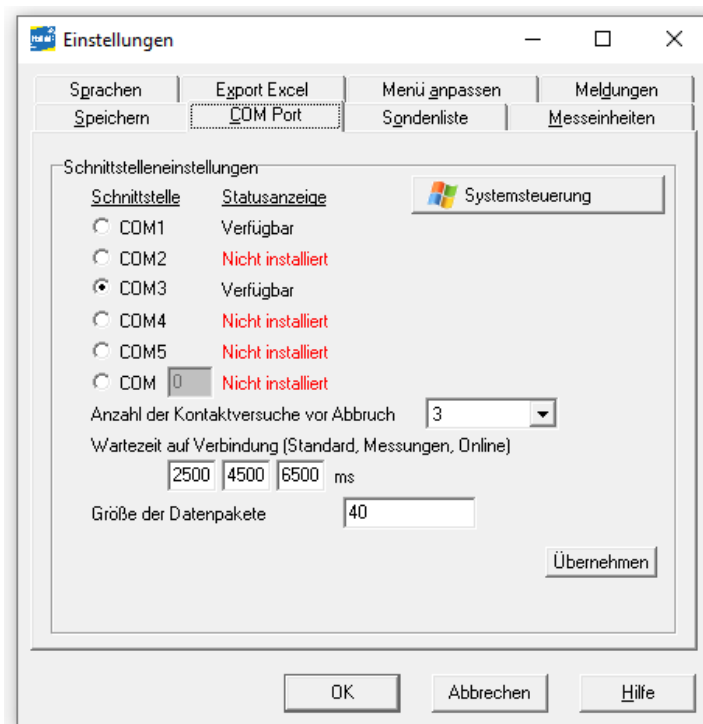 Einstellungen
Sprachen Export Excel Menü anpassen Meldungen
Speichern COM Port Sondenliste Messeinheiten
Schnittstelleneinstellungen
Schnittstelle Statusanzeige Systemsteuerung
COM1 Verfügbar
COM2 Nicht installiert
COM3 Verfügbar
COM4 Nicht installiert
COM5 Nicht installiert
COM 0 Nicht installiert
Anzahl der Kontaktversuche vor Abbruch 3
Wartezeit auf Verbindung (Standard, Messungen, Online)
2500 4500 6500 ms
Größe der Datenpakete 40
Übernehmen
OK Abbrechen Hilfe